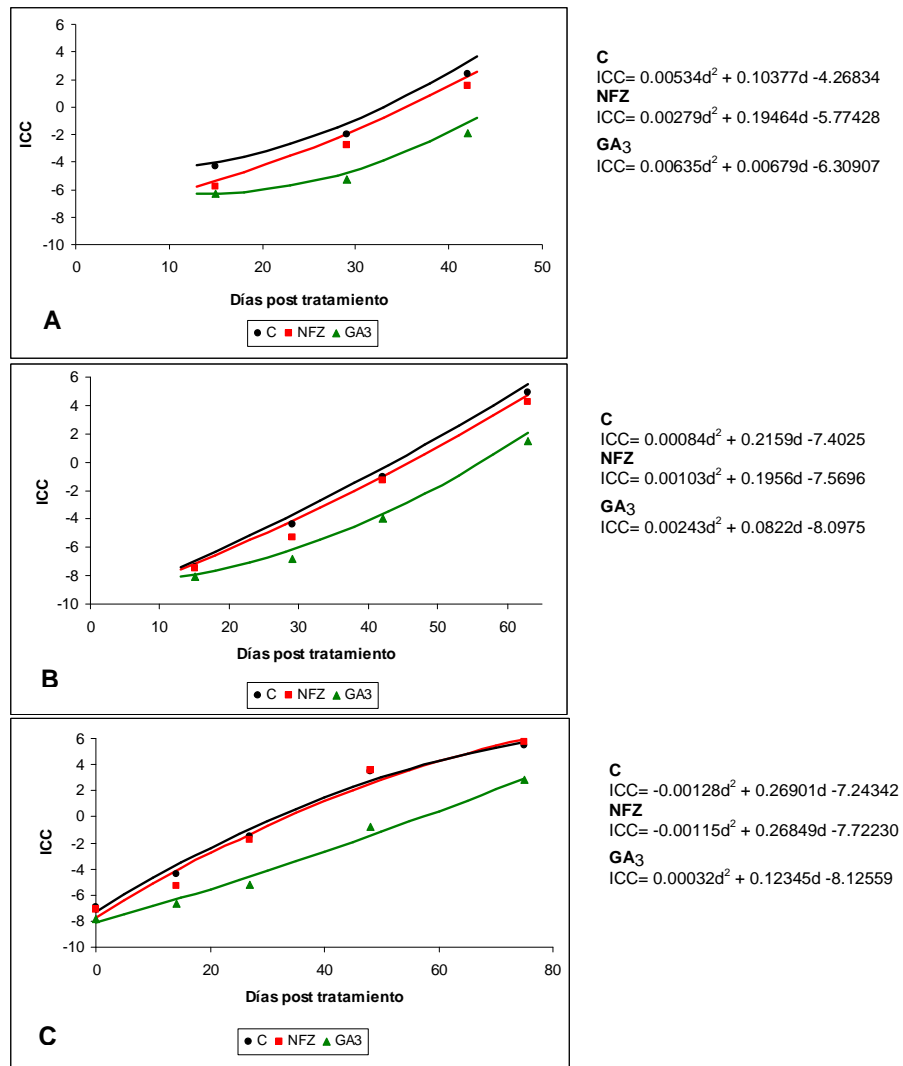 6
4
2
0
-2
-4
-6
-8
-10
ICC
0 10 20 30 40 50
Días post tratamiento
A
C NFZ GA3
C
ICC= 0.00534d² + 0.10377d -4.26834
NFZ
ICC= 0.00279d² + 0.19464d -5.77428
GA3
ICC= 0.00635d² + 0.00679d -6.30907
6
4
2
0
-2
-4
-6
-8
-10
ICC
0 10 20 30 40 50 60
Días post tratamiento
B
C NFZ GA3
C
ICC= 0.00084d² + 0.2159d -7.4025
NFZ
ICC= 0.00103d² + 0.1956d -7.5696
GA3
ICC= 0.00243d² + 0.0822d -8.0975
6
4
2
0
-2
-4
-6
-8
-10
ICC
0 20 40 60 80
Días post tratamiento
C
C NFZ GA3
C
ICC= -0.00128d² + 0.26901d -7.24342
NFZ
ICC= -0.00115d² + 0.26849d -7.72230
GA3
ICC= 0.00032d² + 0.12345d -8.12559